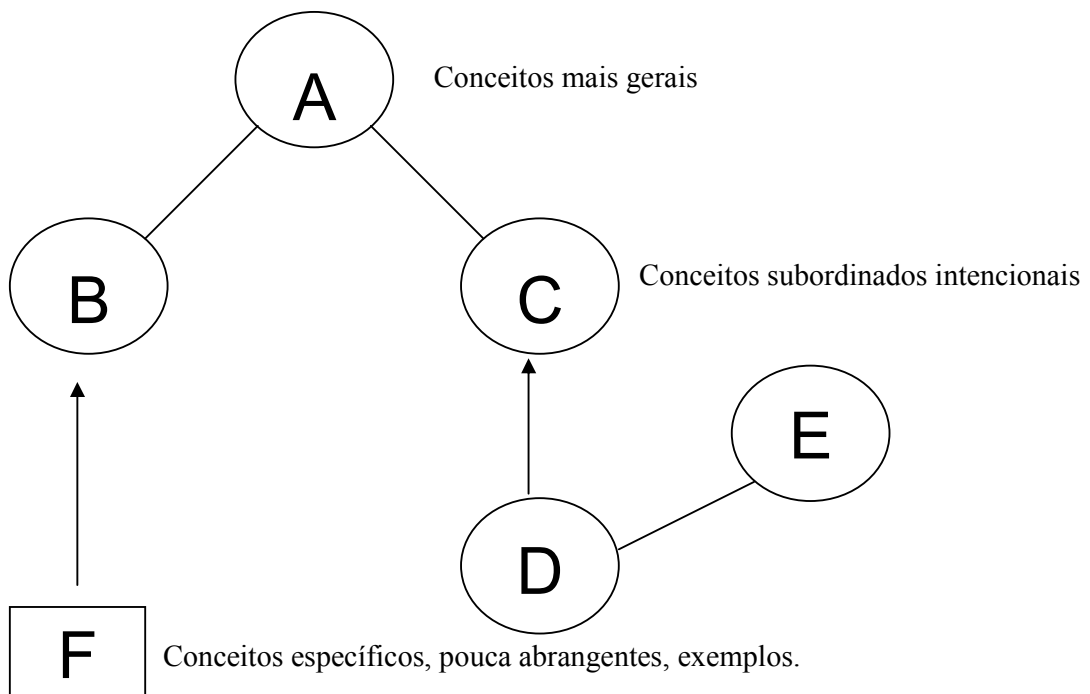 A
Conceitos mais gerais
B
C
Conceitos subordinados intencionais
E
D
F
Conceitos específicos, pouca abrangentes, exemplos.